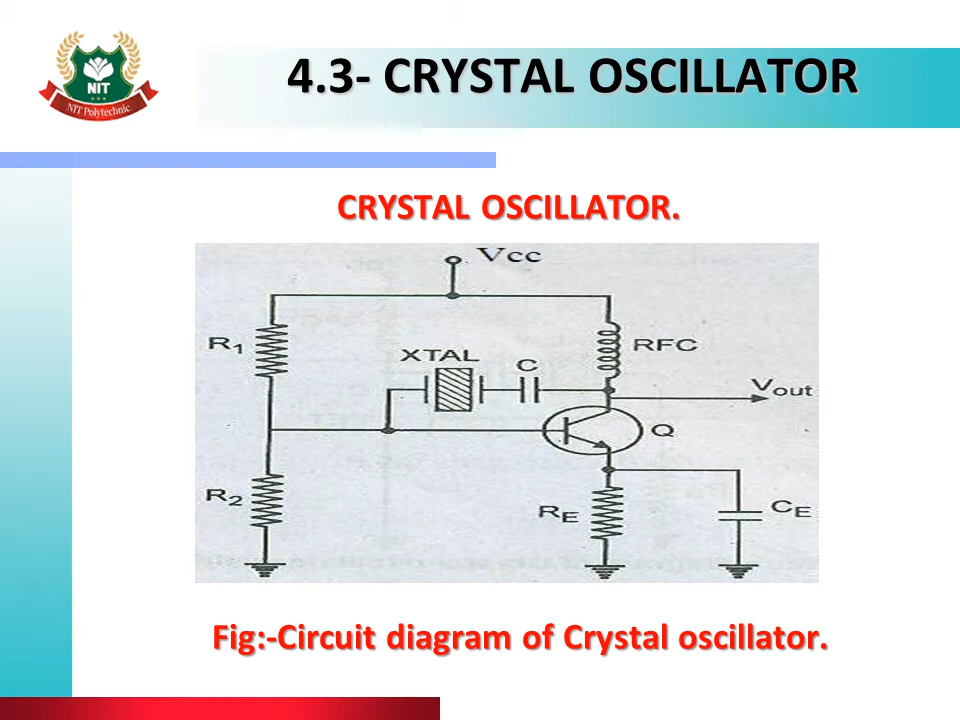 NIT
NIT Polytechnic
4.3- CRYSTAL OSCILLATOR
CRYSTAL OSCILLATOR.
Vcc
R1
RFC
XTAL
C
Vout
Q
R2
RE
CE
Fig:-Circuit diagram of Crystal oscillator.